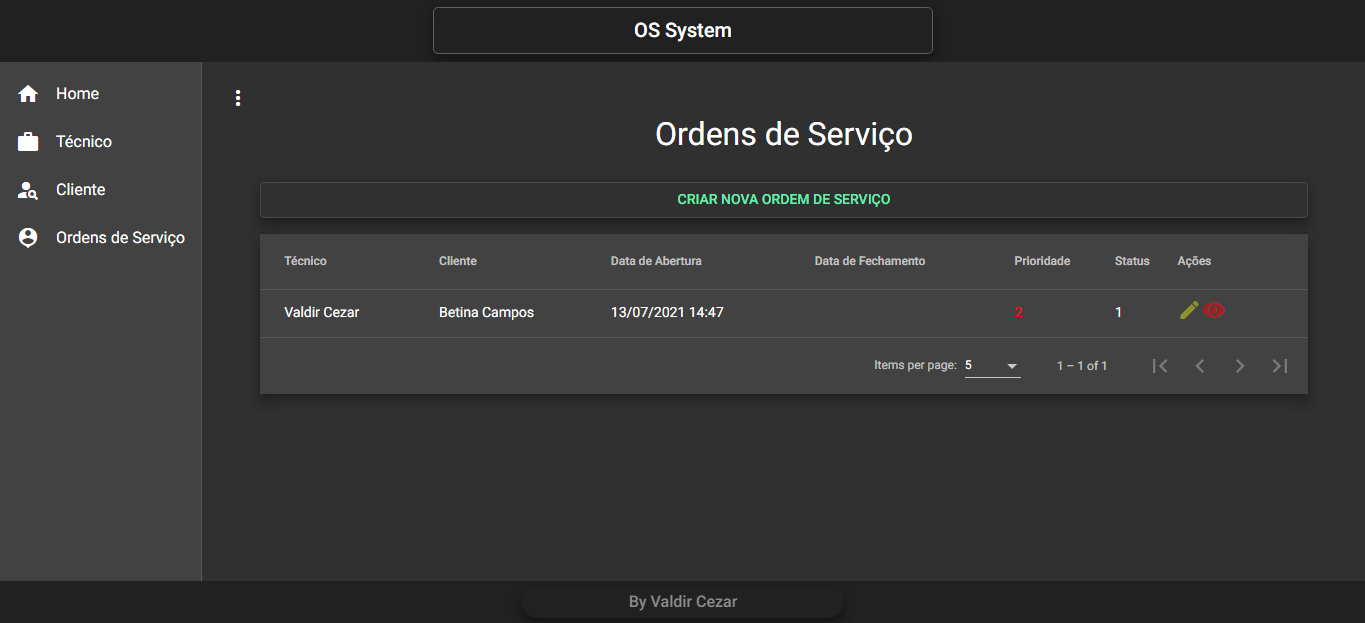 OS System
Home
Técnico
Cliente
Ordens de Serviço
Ordens de Serviço
CRIAR NOVA ORDEM DE SERVIÇO
Técnico Cliente Data de Abertura Data de Fechamento Prioridade Status Ações
Valdir Cezar Betina Campos 13/07/2021 14:47 2 1
Items per page: 5 1 – 1 of 1
By Valdir Cezar